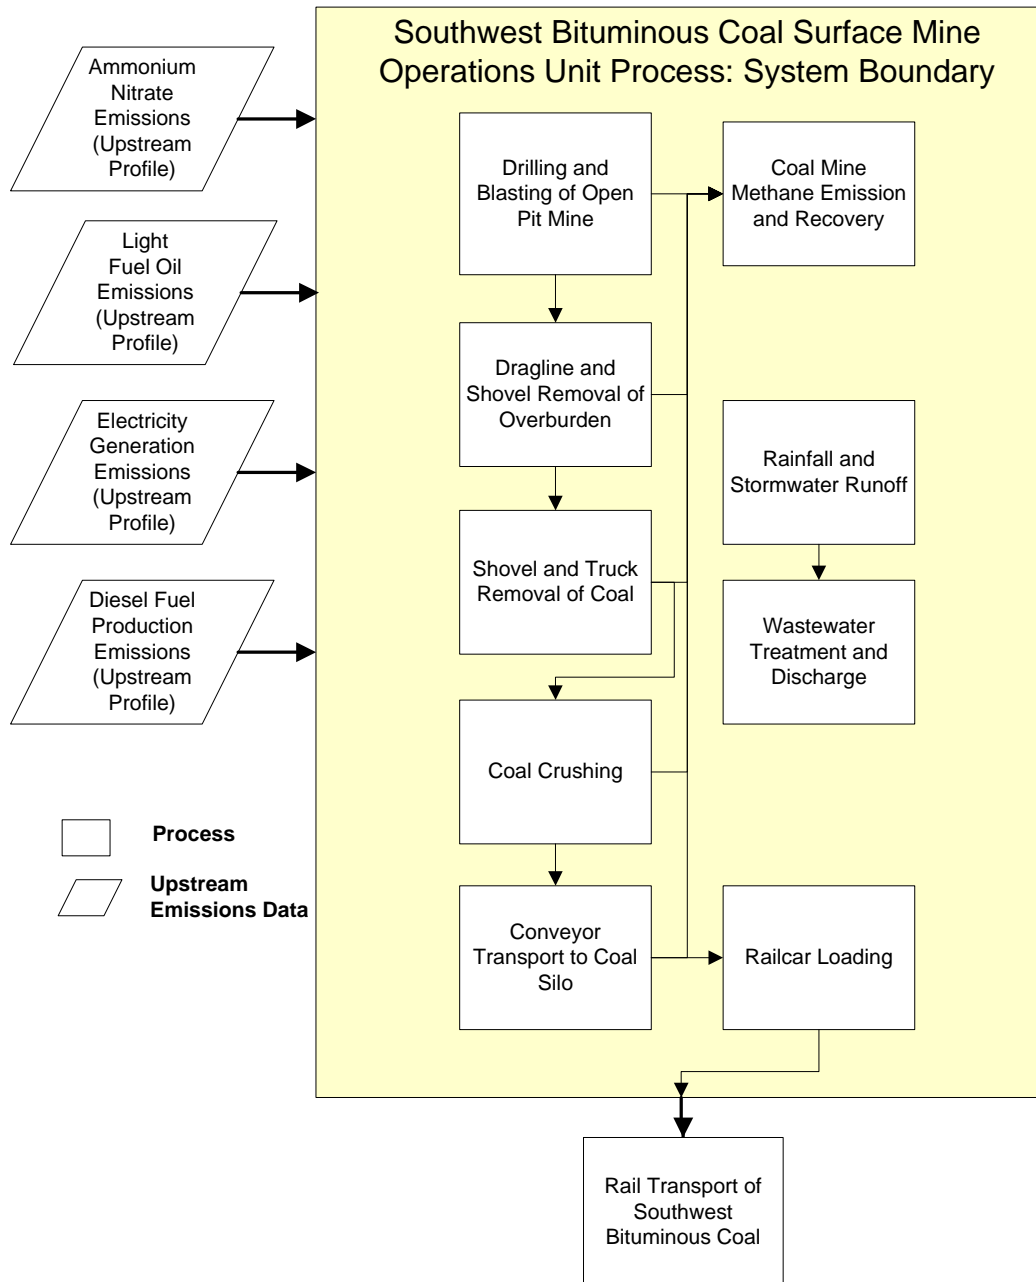 Southwest Bituminous Coal Surface Mine
Operations Unit Process: System Boundary
Ammonium
Nitrate
Emissions
(Upstream
Profile)
Light
Fuel Oil
Emissions
(Upstream
Profile)
Electricity
Generation
Emissions
(Upstream
Profile)
Diesel Fuel
Production
Emissions
(Upstream
Profile)
Process
Upstream
Emissions Data
Drilling and
Blasting of Open
Pit Mine
Coal Mine
Methane Emission
and Recovery
Dragline and
Shovel Removal of
Overburden
Rainfall and
Stormwater Runoff
Shovel and Truck
Removal of Coal
Wastewater
Treatment and
Discharge
Coal Crushing
Conveyor
Transport to Coal
Silo
Railcar Loading
Rail Transport of
Southwest
Bituminous Coal